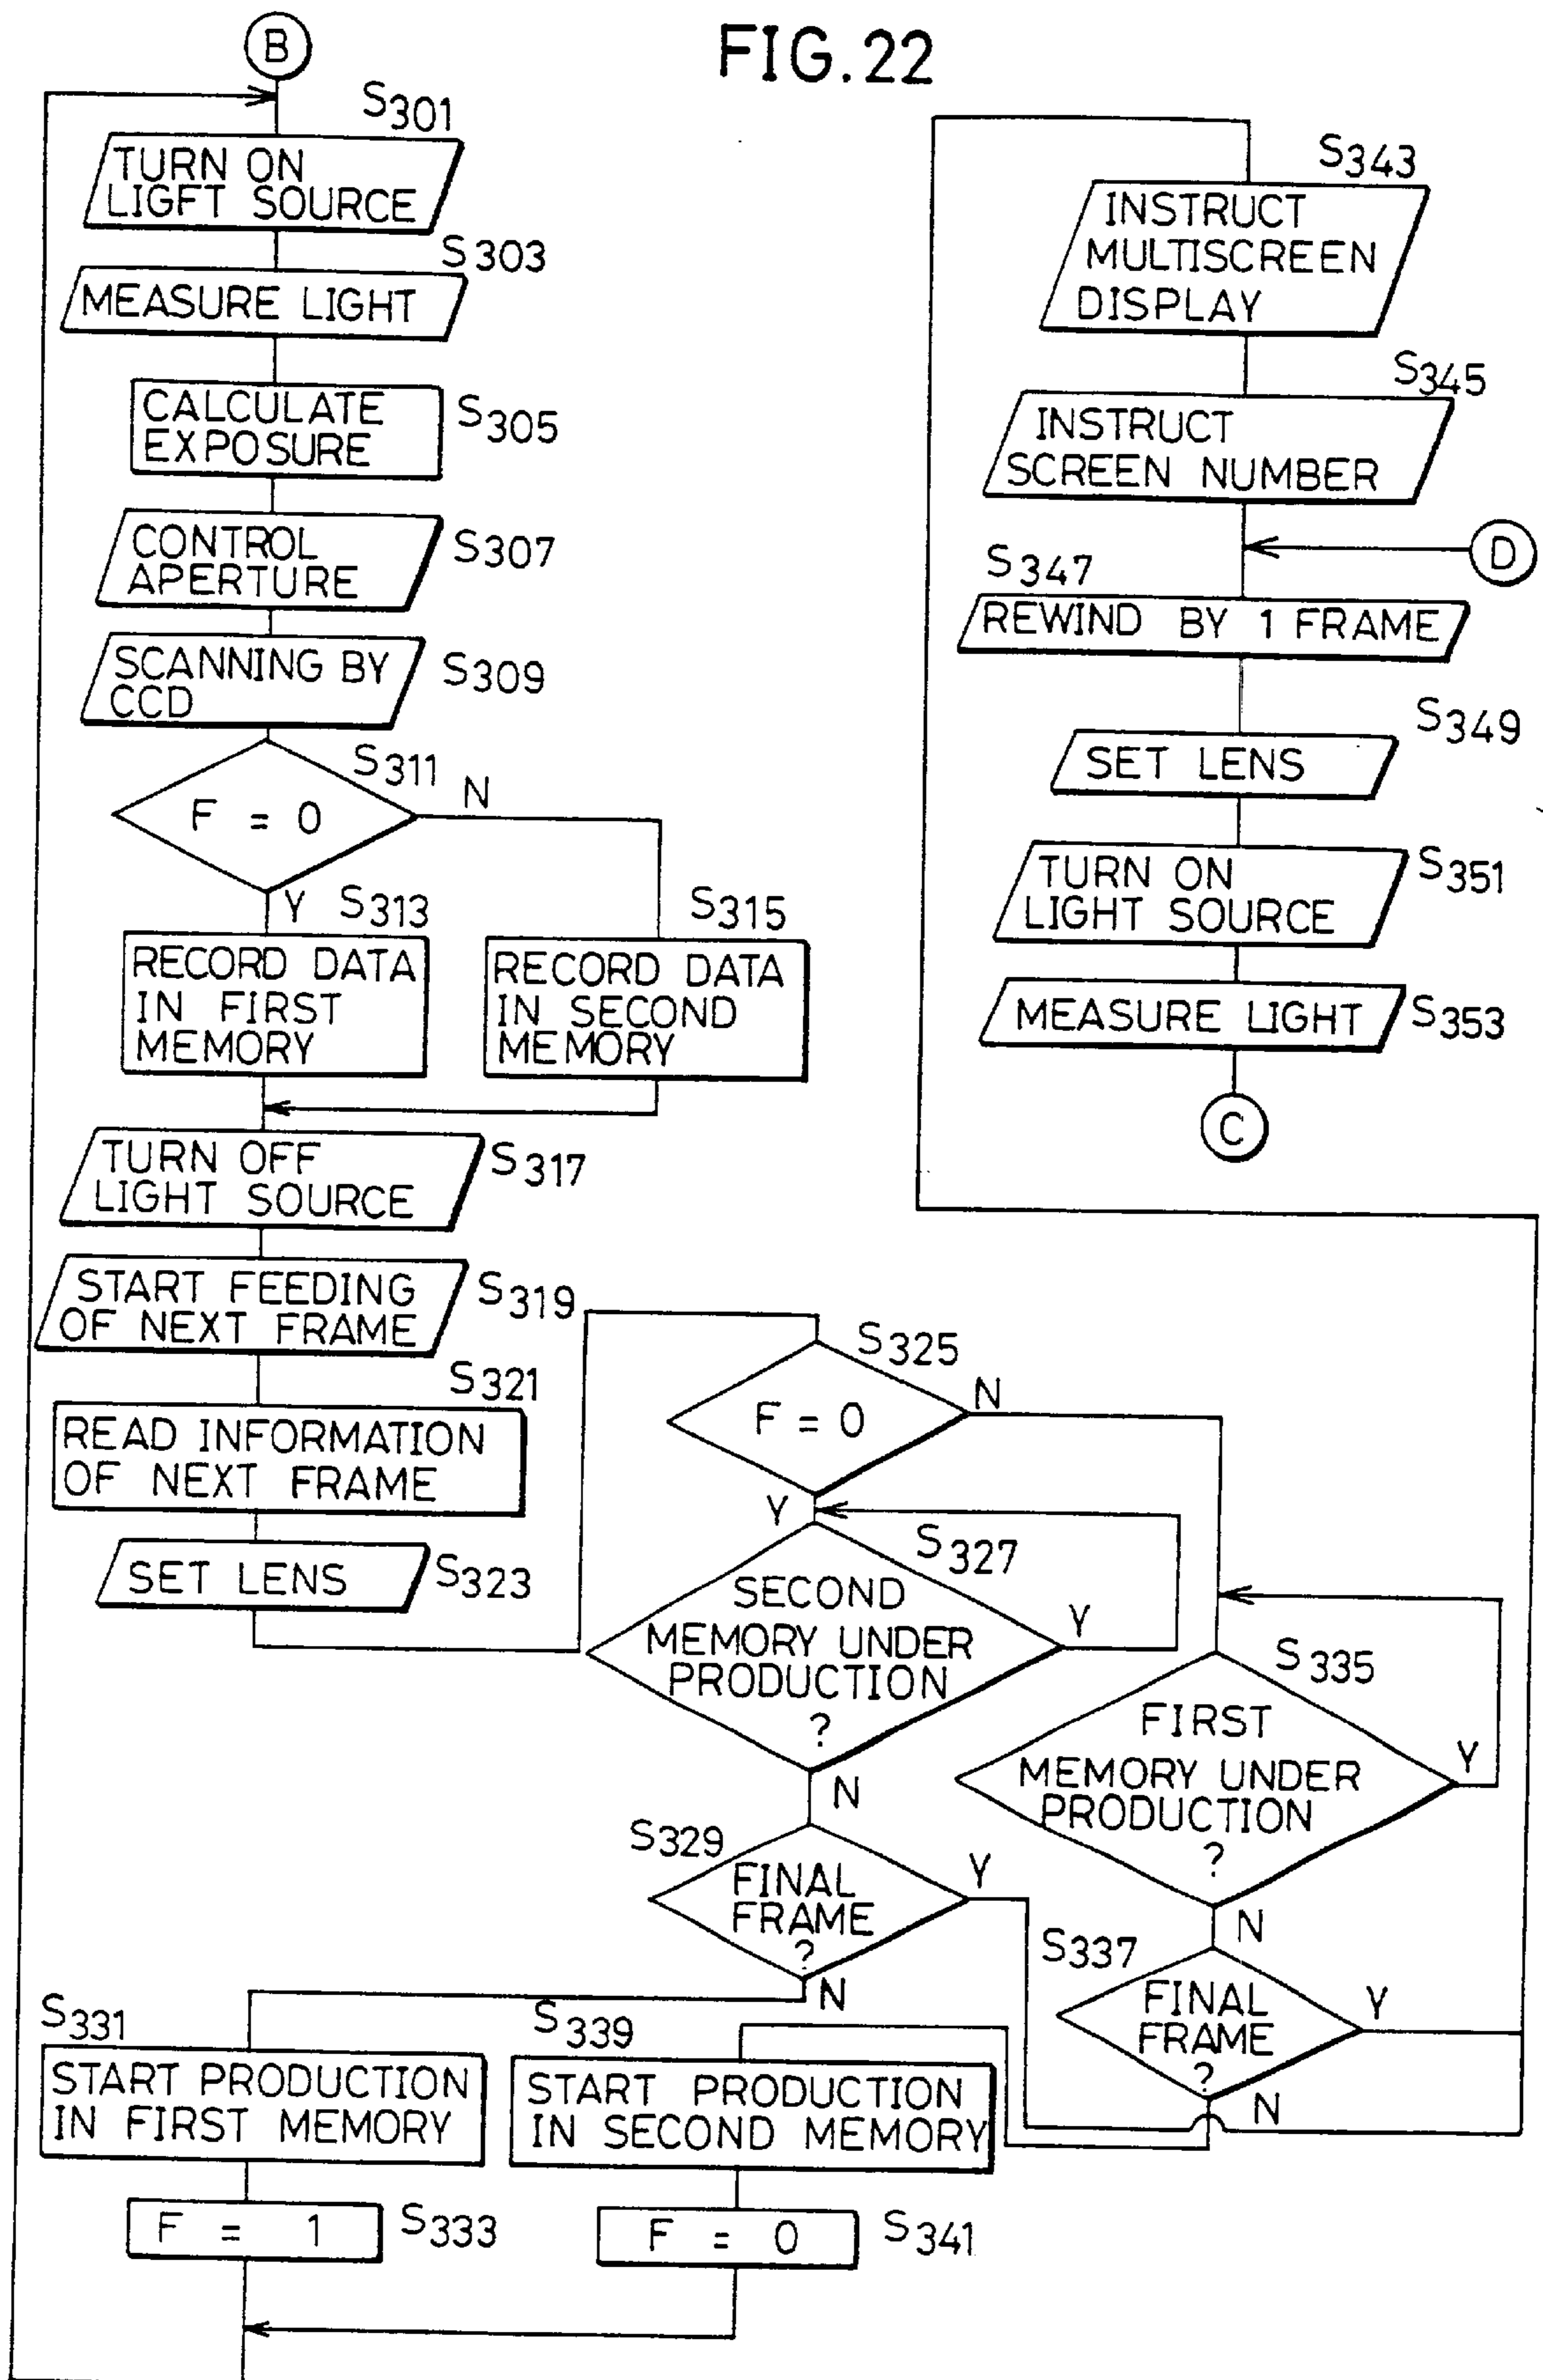 FIG.22
B
S301
TURN ON
LIGFT SOURCE
S303
MEASURE LIGHT
CALCULATE
EXPOSURE
S305
CONTROL
APERTURE
S307
SCANNING BY
CCD
S309
S311
F = 0
N
Y
S313
RECORD DATA
IN FIRST
MEMORY
S315
RECORD DATA
IN SECOND
MEMORY
TURN OFF
LIGHT SOURCE
S317
START FEEDING
OF NEXT FRAME
S319
S321
READ INFORMATION
OF NEXT FRAME
SET LENS
S323
S325
F = 0
N
Y
S327
SECOND
MEMORY UNDER
PRODUCTION
?
Y
N
S329
FINAL
FRAME
?
Y
N
S331
START PRODUCTION
IN FIRST MEMORY
F = 1
S333
S335
FIRST
MEMORY UNDER
PRODUCTION
?
Y
N
S337
FINAL
FRAME
?
Y
N
S339
START PRODUCTION
IN SECOND MEMORY
F = 0
S341
S343
INSTRUCT
MULTISCREEN
DISPLAY
S345
INSTRUCT
SCREEN NUMBER
D
S347
REWIND BY 1 FRAME
S349
SET LENS
TURN ON
LIGHT SOURCE
S351
MEASURE LIGHT
S353
C